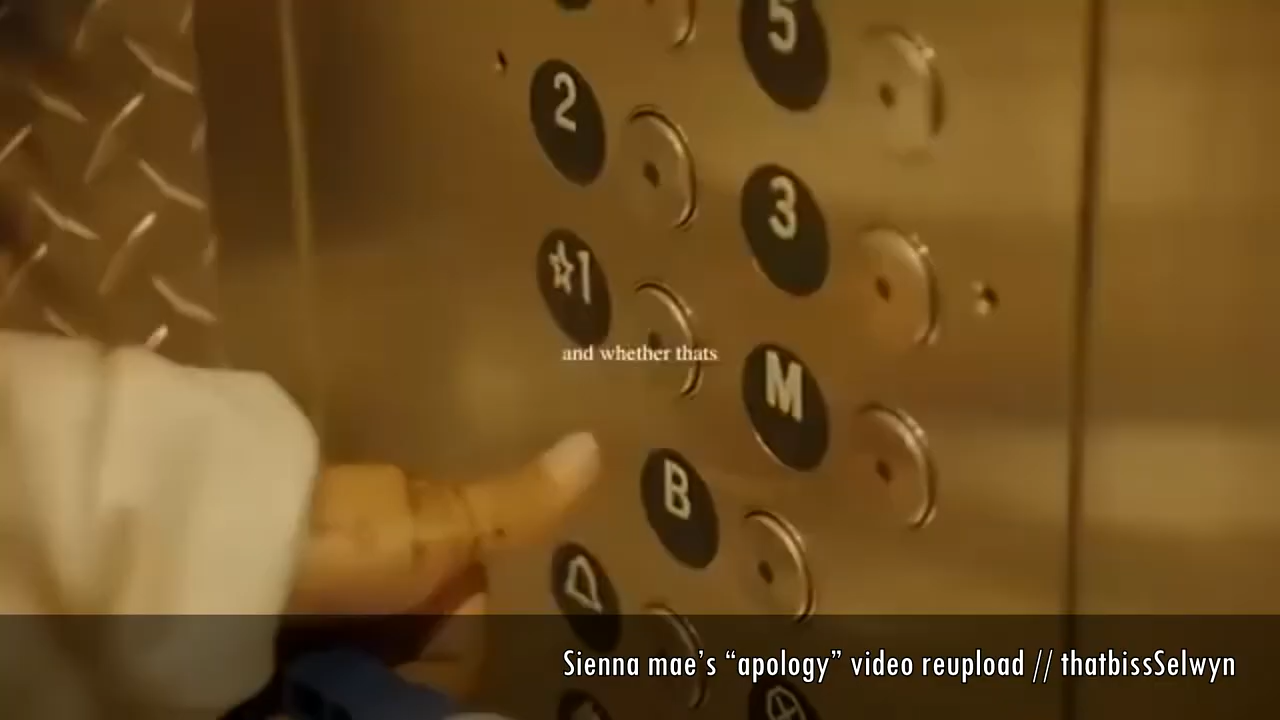 5
2
3
☆1
and whether thats
M
B
Sienna mae's “apology” video reupload // thatbissSelwyn